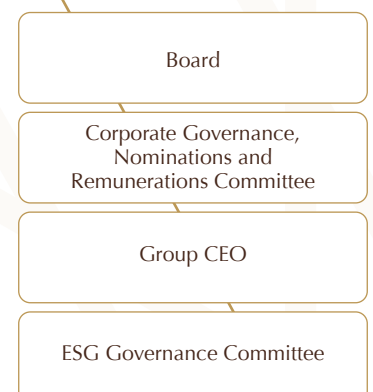 Board
Corporate Governance,
Nominations and
Remunerations Committee
Group CEO
ESG Governance Committee